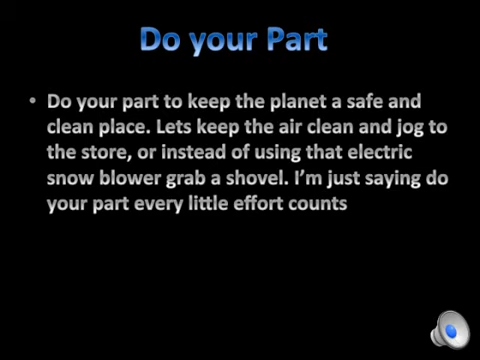 Do your Part
• Do your part to keep the planet a safe and
clean place. Lets keep the air clean and jog to
the store, or instead of using that electric
snow blower grab a shovel. I'm just saying do
your part every little effort counts